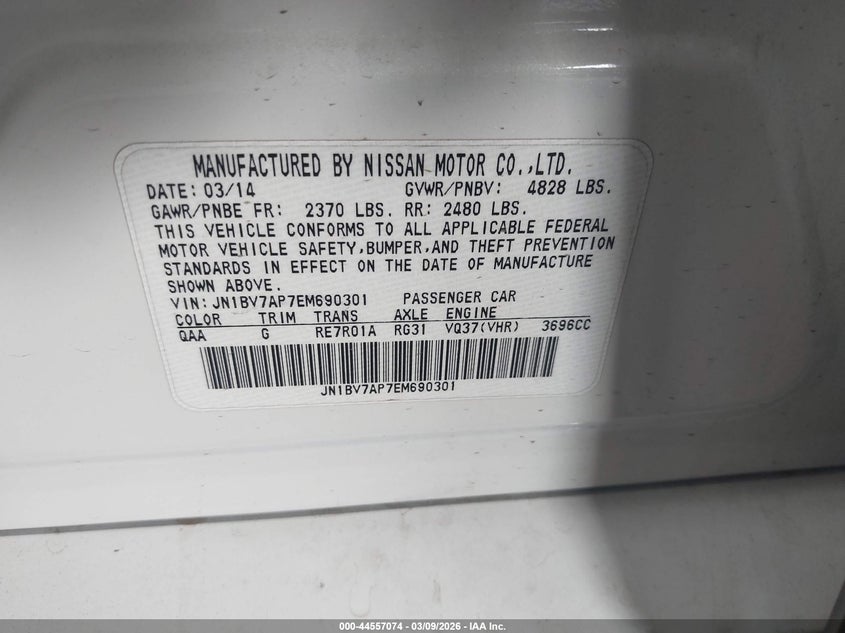 MANUFACTURED BY NISSAN MOTOR CO.,LTD.
DATE: 03/14 GVWR/PNBV: 4828 LBS.
GAWR/PNBE FR: 2370 LBS. RR: 2480 LBS.
THIS VEHICLE CONFORMS TO ALL APPLICABLE FEDERAL
MOTOR VEHICLE SAFETY,BUMPER,AND THEFT PREVENTION
STANDARDS IN EFFECT ON THE DATE OF MANUFACTURE
SHOWN ABOVE.
VIN: JN1BV7AP7EM690301 PASSENGER CAR
COLOR TRIM TRANS AXLE ENGINE
QAA G RE7R01A RG31 VQ37(VHR) 3696CC
JN1BV7AP7EM690301
000-44557074 | 03/09/2026 - IAA Inc.